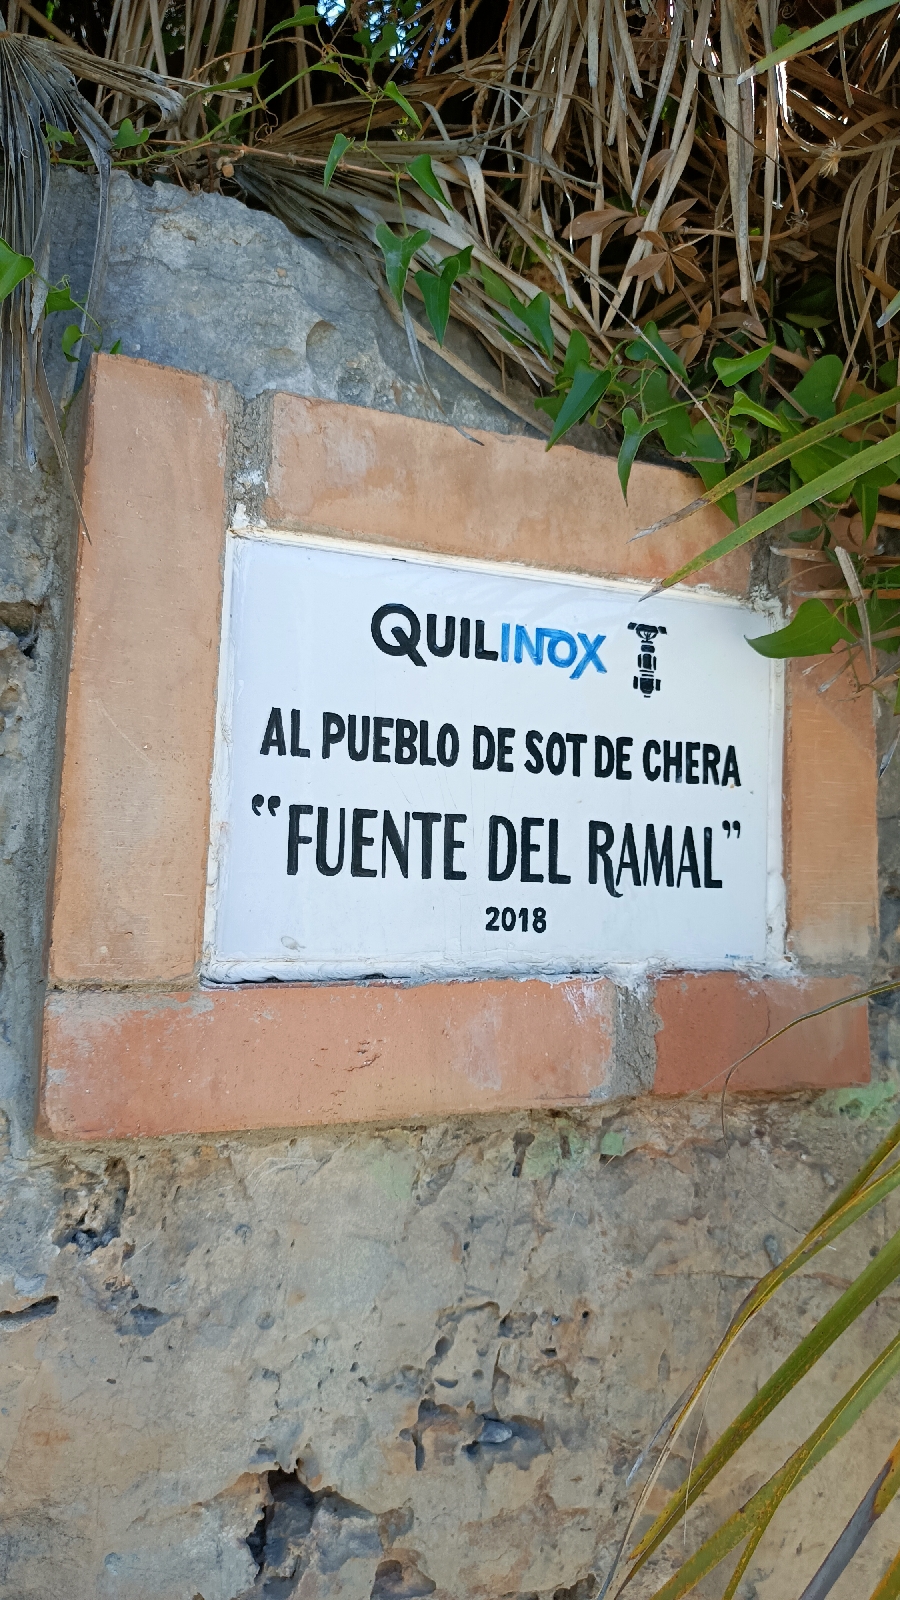 QUILINOX
AL PUEBLO DE SOT DE CHERA
“FUENTE DEL RAMAL”
2018